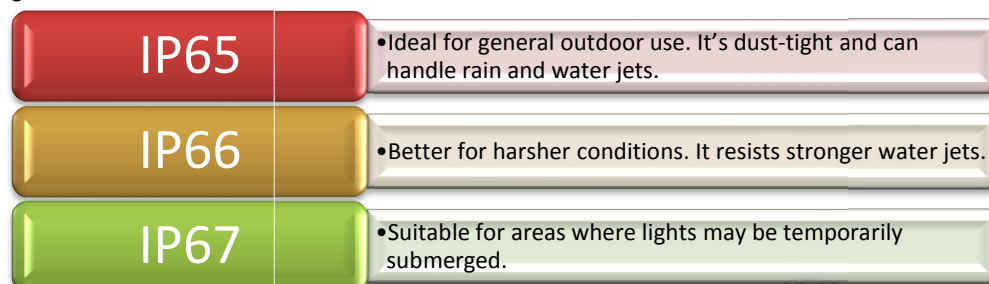 IP65
•Ideal for general outdoor use. It’s dust-tight and can
handle rain and water jets.
IP66
•Better for harsher conditions. It resists stronger water jets.
IP67
•Suitable for areas where lights may be temporarily
submerged.